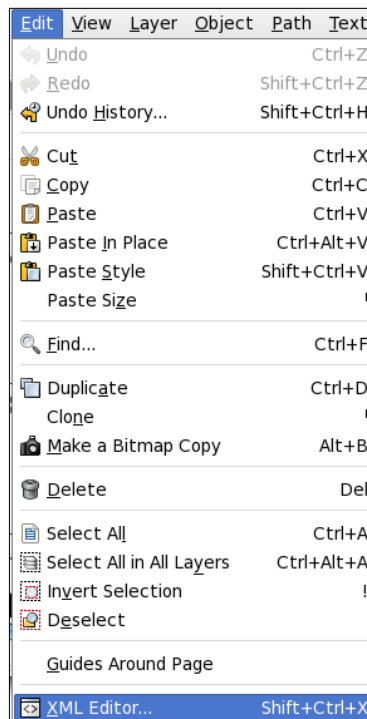 Edit View Layer Object Path Text
Undo Ctrl+Z
Redo Shift+Ctrl+Z
Undo History... Shift+Ctrl+H
Cut Ctrl+X
Copy Ctrl+C
Paste Ctrl+V
Paste In Place Ctrl+Alt+V
Paste Style Shift+Ctrl+V
Paste Size
Find... Ctrl+F
Duplicate Ctrl+D
Clone
Make a Bitmap Copy Alt+B
Delete Del
Select All Ctrl+A
Select All in All Layers Ctrl+Alt+A
Invert Selection !
Deselect
Guides Around Page
XML Editor... Shift+Ctrl+X